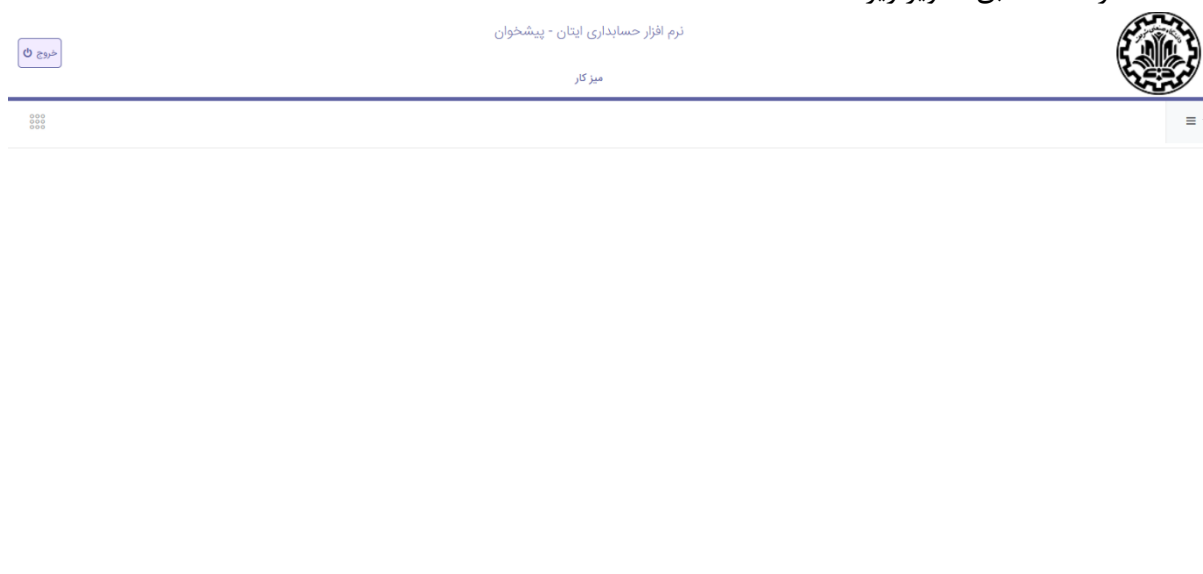 نرم افزار حسابداری ایتان - پیشخوان
خروج
میز کار